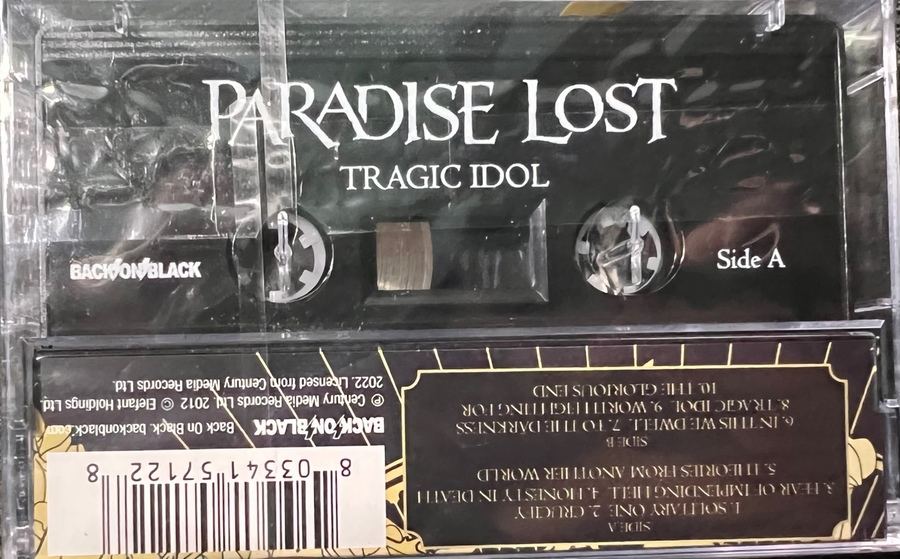 PARADISE LOST
TRAGIC IDOL
BACK ON BLACK
Side A
SIDE A
1. SOLITARY ONE 2. CRUCIFY
3. FEAR OF IMPENDING HELL 4. HONESTY IN DEATH
5. THEORIES FROM ANOTHER WORLD
SIDE B
6. IN THIS WE DWELL 7. TO THE DARKNESS
8. TRAGIC IDOL 9. WORTH FIGHTING FOR
10. THE GLORIOUS END
8 03341 57122 8
BACK ON BLACK Back On Black. backonblack.com
℗ Century Media Records Ltd. 2012 © Elefant Holdings Ltd.
2022. Licensed from Century Media Records Ltd.